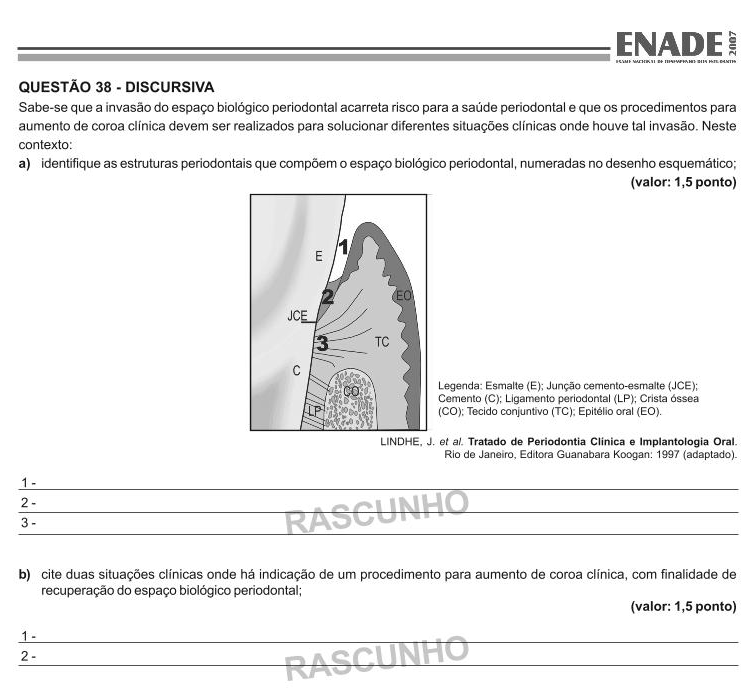 ENADE 2007
EXAME NACIONAL DE DESEMPENHO DOS ESTUDANTES
QUESTÃO 38 - DISCURSIVA
Sabe-se que a invasão do espaço biológico periodontal acarreta risco para a saúde periodontal e que os procedimentos para
aumento de coroa clínica devem ser realizados para solucionar diferentes situações clínicas onde houve tal invasão. Neste
contexto:
a) identifique as estruturas periodontais que compõem o espaço biológico periodontal, numeradas no desenho esquemático;
(valor: 1,5 ponto)
1
E
2
EO
JCE
3
TC
C
CO
LP
Legenda: Esmalte (E); Junção cemento-esmalte (JCE);
Cemento (C); Ligamento periodontal (LP); Crista óssea
(CO); Tecido conjuntivo (TC); Epitélio oral (EO).
LINDHE, J. et al. Tratado de Periodontia Clínica e Implantologia Oral.
Rio de Janeiro, Editora Guanabara Koogan: 1997 (adaptado).
1 -
2 -
3 -
RASCUNHO
b) cite duas situações clínicas onde há indicação de um procedimento para aumento de coroa clínica, com finalidade de
recuperação do espaço biológico periodontal;
(valor: 1,5 ponto)
1 -
2 -
RASCUNHO